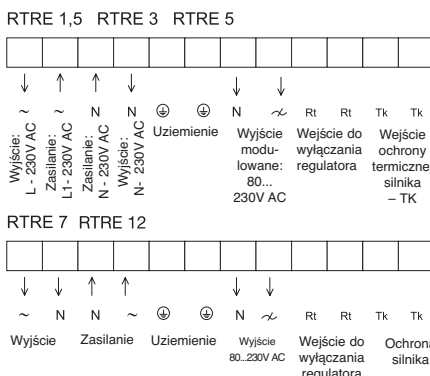 RTRE 1,5 RTRE 3 RTRE 5
~ ~ N N N Rt Rt Tk Tk
Wyjście:
L - 230V AC
Zasilanie:
L1- 230V AC
Zasilanie:
N - 230V AC
Wyjście:
N- 230V AC
Uziemienie
Wyjście
modu-
lowane:
80...
230V AC
Wejście do
wyłączania
regulatora
Wejście
ochrony
termicznej
silnika
– TK
RTRE 7 RTRE 12
~ N N ~ N Rt Rt Tk Tk
Wyjście
Zasilanie
Uziemienie
Wyjście
80...230V AC
Wejście do
wyłączania
regulatora
Ochrona
silnika